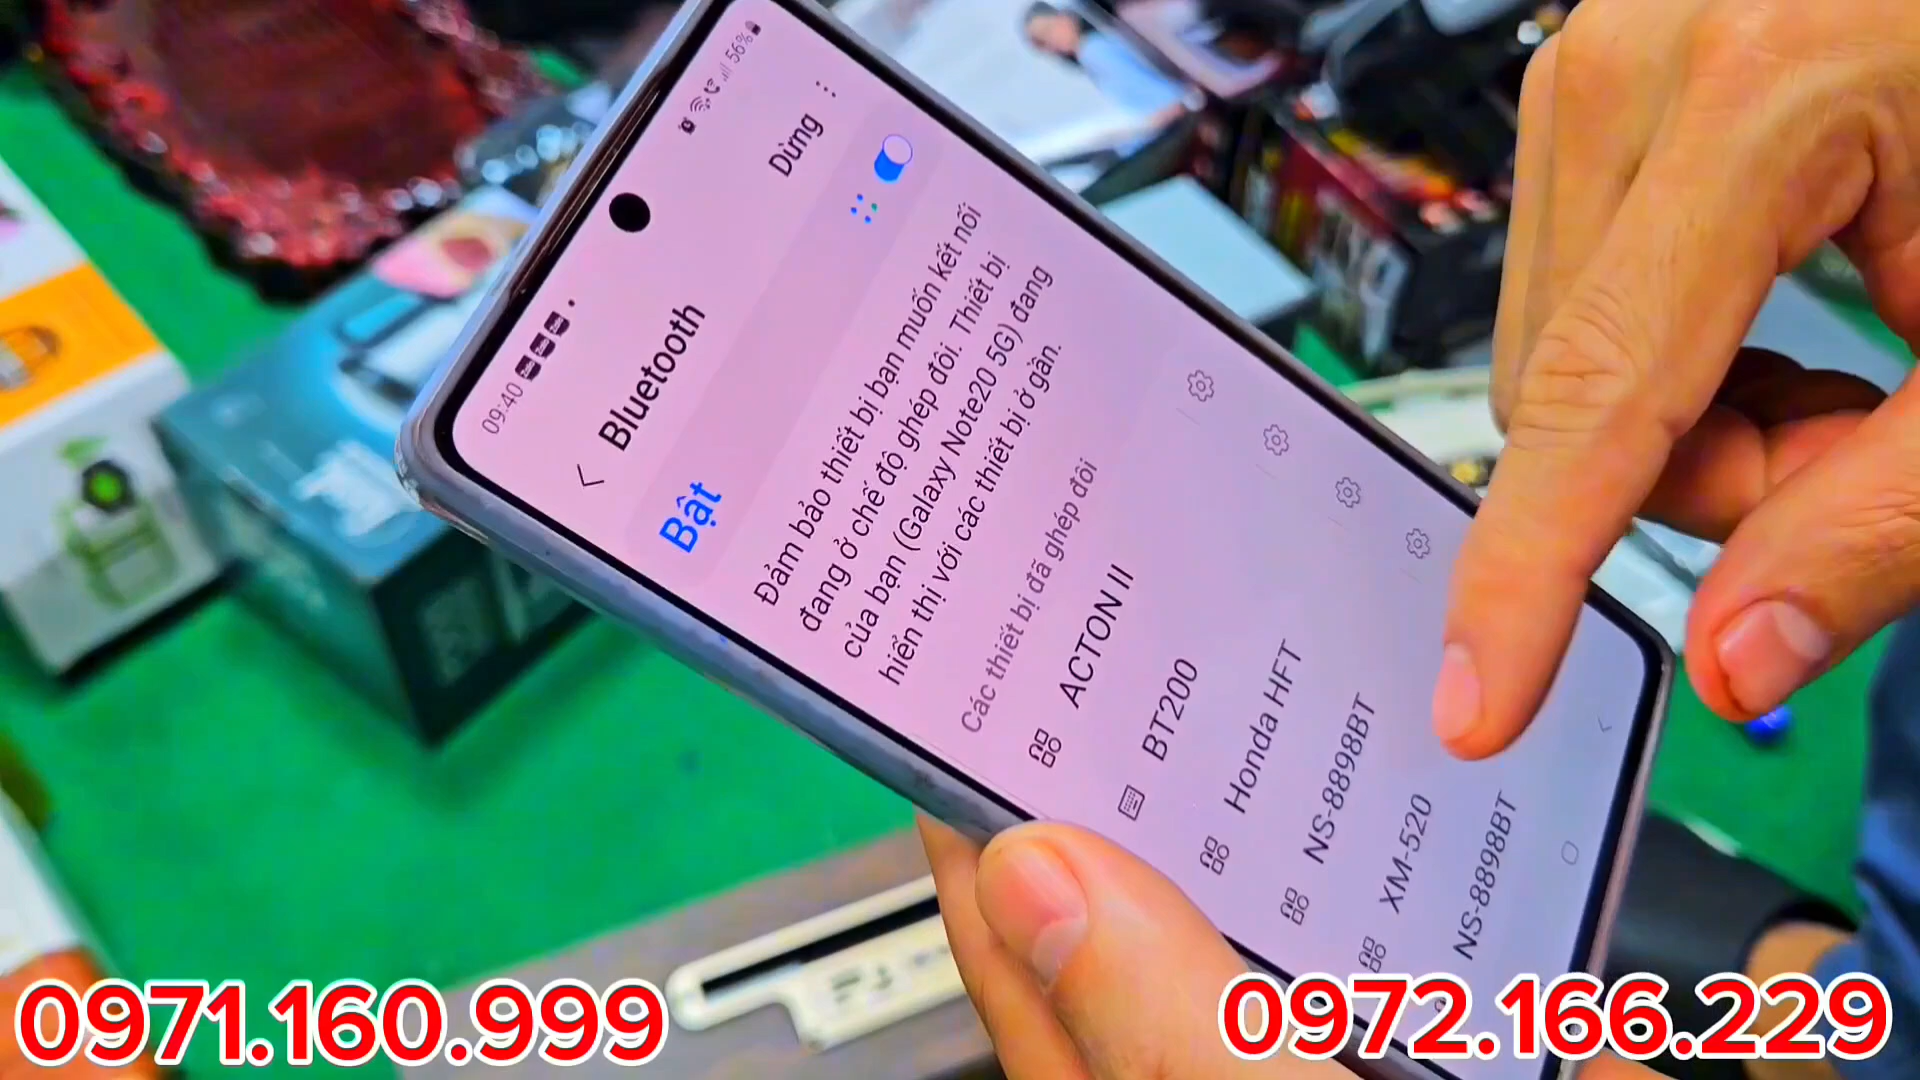 09:40
56%
Dừng
Bluetooth
Bật
Đảm bảo thiết bị bạn muốn kết nối
đang ở chế độ ghép đôi. Thiết bị
của bạn (Galaxy Note20 5G) đang
hiển thị với các thiết bị ở gần.
Các thiết bị đã ghép đôi
ACTON II
BT200
Honda HFT
NS-8898BT
XM-520
NS-8898BT
0971.160.999
0972.166.229